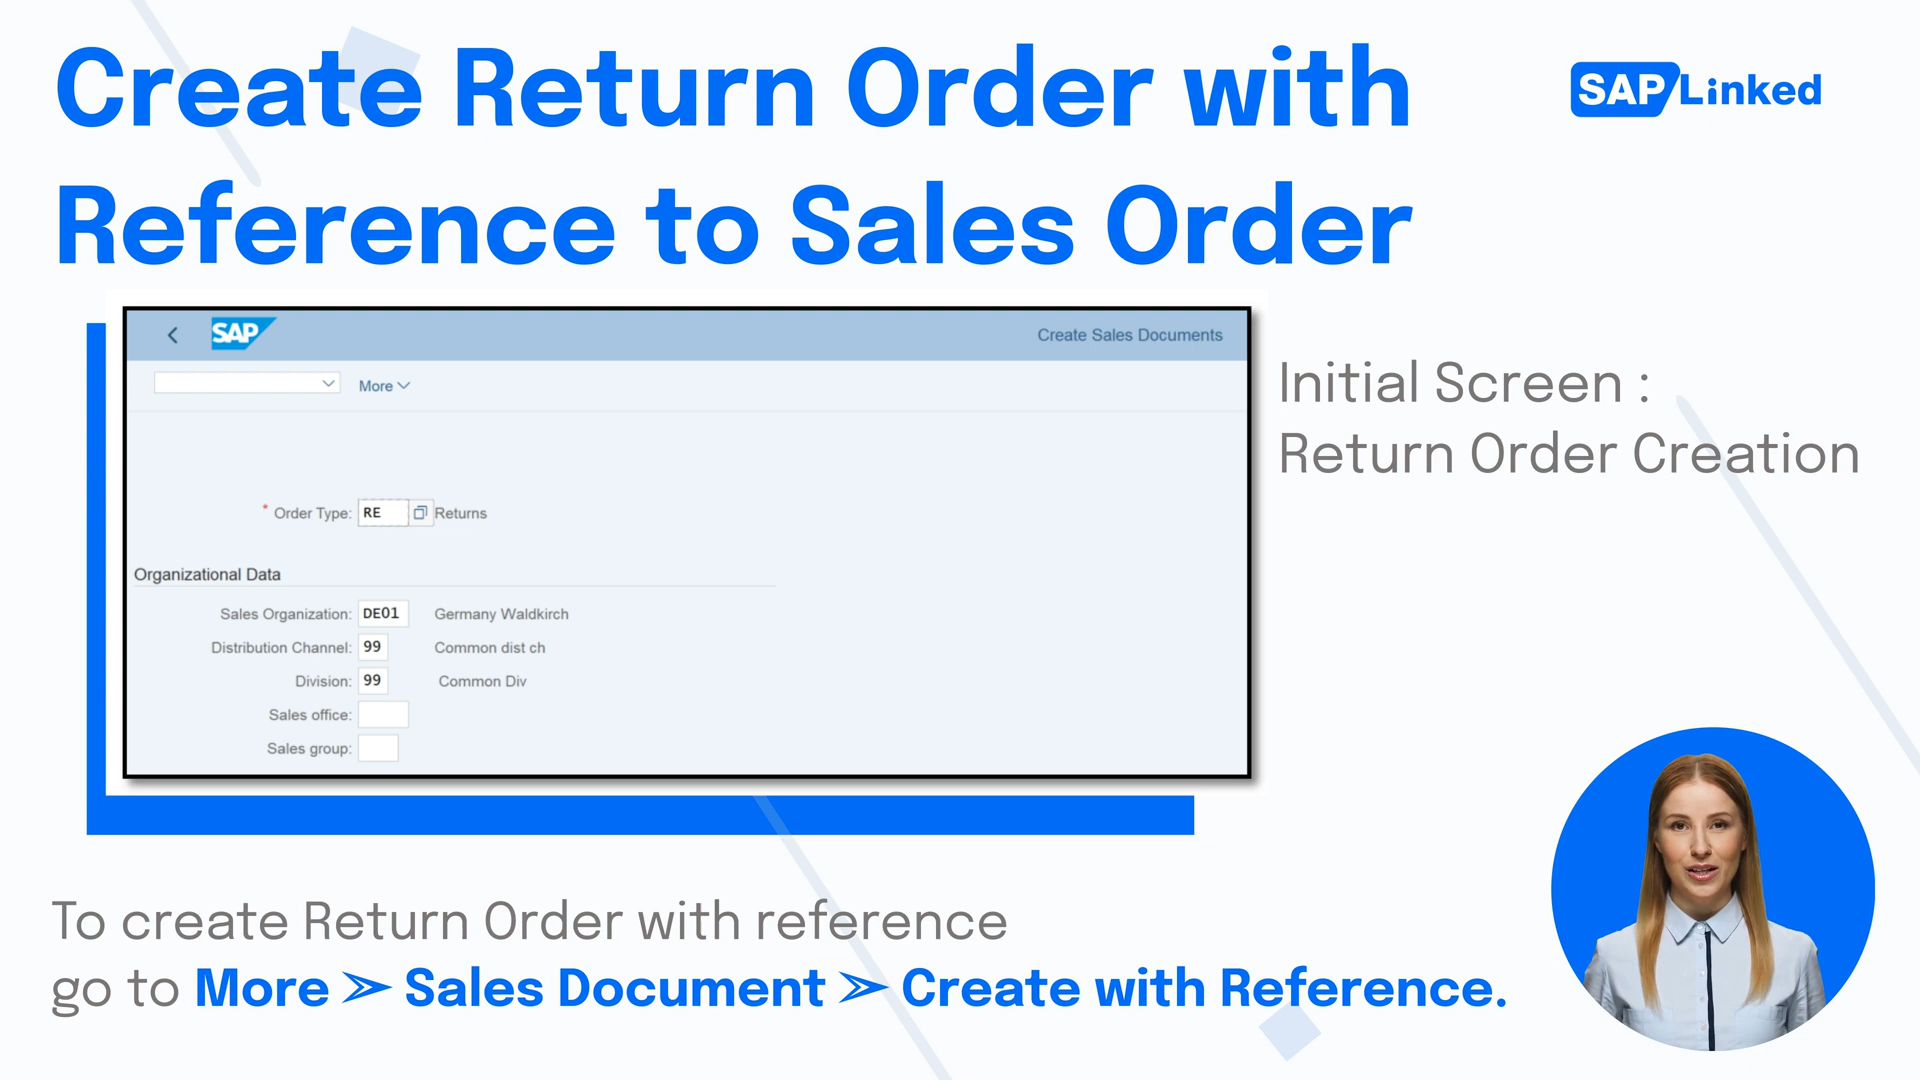 Create Return Order with
Reference to Sales Order
SAP Linked
SAP
Create Sales Documents
More
* Order Type: RE Returns
Organizational Data
Sales Organization: DE01 Germany Waldkirch
Distribution Channel: 99 Common dist ch
Division: 99 Common Div
Sales office:
Sales group:
Initial Screen :
Return Order Creation
To create Return Order with reference
go to More ➢ Sales Document ➢ Create with Reference.